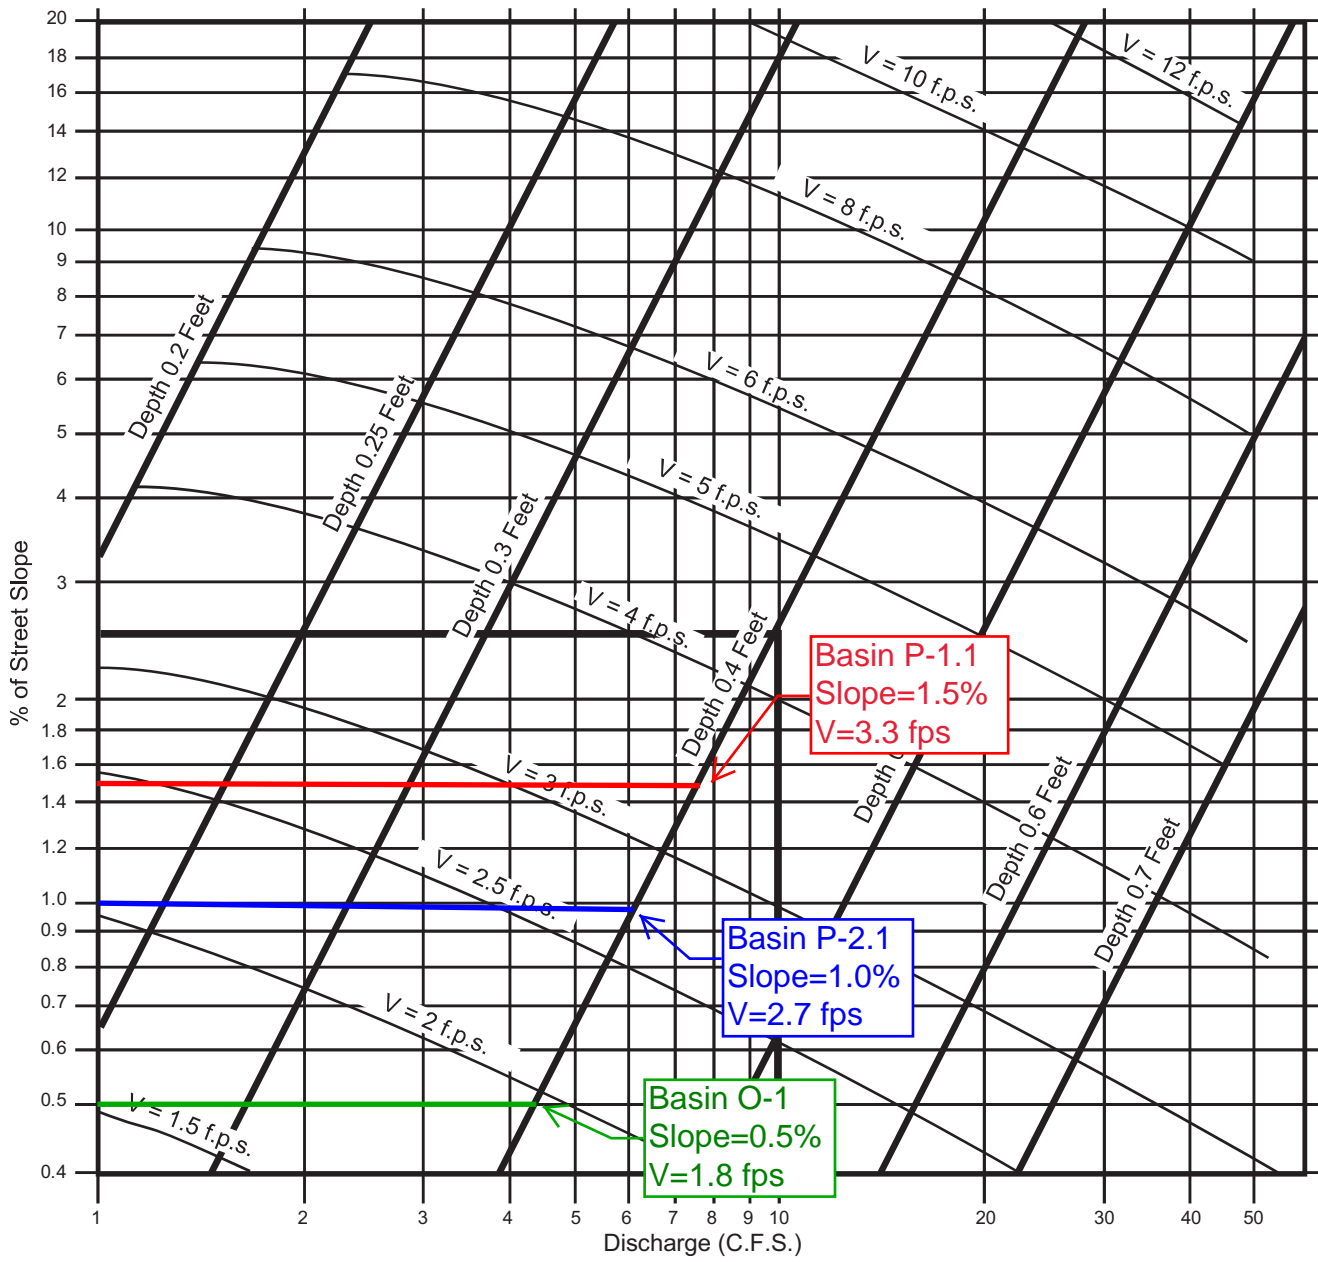 20
18
16
14
12
10
9
8
7
6
5
4
3
2
1.8
1.6
1.4
1.2
1.0
0.9
0.8
0.7
0.6
0.5
0.4
% of Street Slope
V = 10 f.p.s.
V = 12 f.p.s.
V = 8 f.p.s.
V = 6 f.p.s.
V = 5 f.p.s.
V = 4 f.p.s.
V = 3 f.p.s.
V = 2.5 f.p.s.
V = 2 f.p.s.
V = 1.5 f.p.s.
Depth 0.2 Feet
Depth 0.25 Feet
Depth 0.3 Feet
Depth 0.4 Feet
Depth
Depth 0.6 Feet
Depth 0.7 Feet
Basin P-1.1
Slope=1.5%
V=3.3 fps
Basin P-2.1
Slope=1.0%
V=2.7 fps
Basin O-1
Slope=0.5%
V=1.8 fps
1 2 3 4 5 6 7 8 9 10 20 30 40 50
Discharge (C.F.S.)